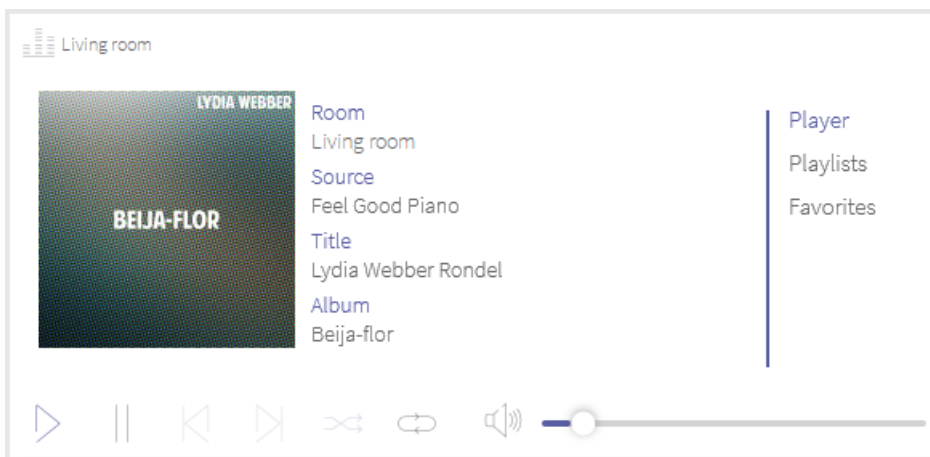 Living room
LYDIA WEBBER
BEIJA-FLOR
Room
Living room
Source
Feel Good Piano
Title
Lydia Webber Rondel
Album
Beija-flor
Player
Playlists
Favorites